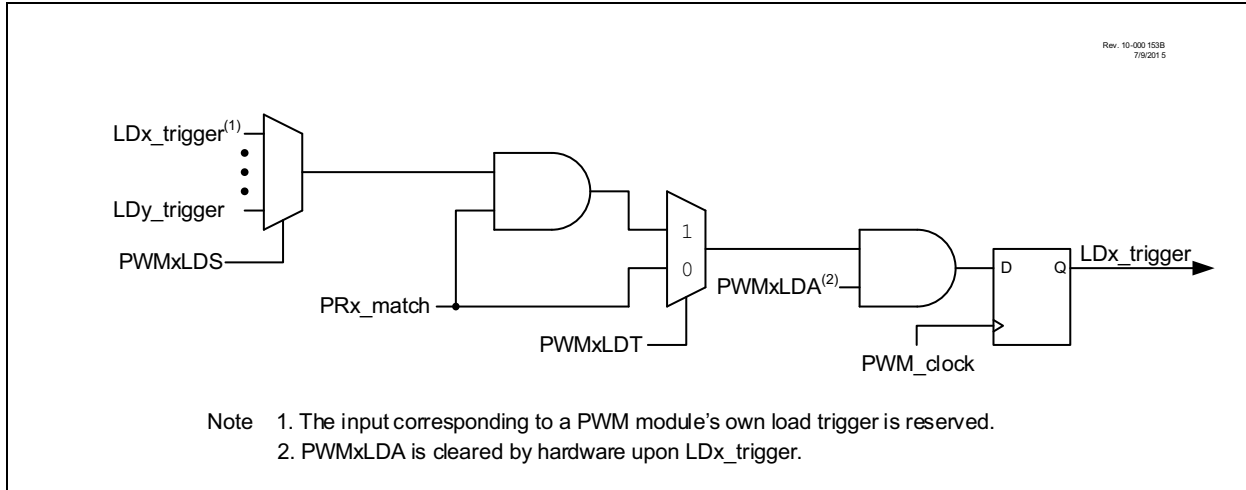 Rev. 10-000 153B
7/9/201 5
LDx_trigger(1)
LDy_trigger
PWMxLDS
PRx_match
1
0
PWMxLDT
PWMxLDA(2)
D Q
LDx_trigger
PWM_clock
Note 1. The input corresponding to a PWM module's own load trigger is reserved.
2. PWMxLDA is cleared by hardware upon LDx_trigger.